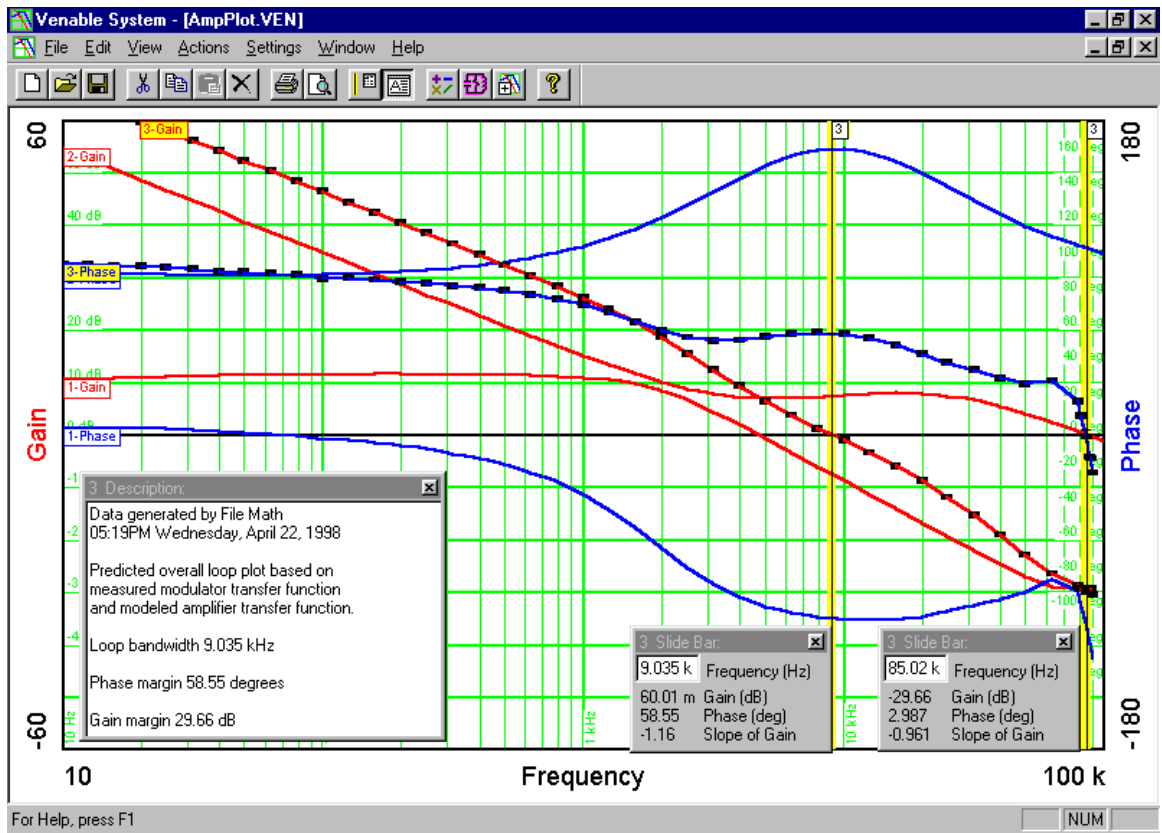 Venable System - [AmpPlot.VEN]
File Edit View Actions Settings Window Help
60
180
3-Gain
3
3
2-Gain
160
140
40 dB
120
100
3-Phase
80
20 dB
60
40
10 dB
1-Gain
0 dB
1-Phase
Gain
Phase
-20
-40
-60
-80
-100
-1
-2
-3
-4
3 Description:
Data generated by File Math
05:19PM Wednesday, April 22, 1998
Predicted overall loop plot based on
measured modulator transfer function
and modeled amplifier transfer function.
Loop bandwidth 9.035 kHz
Phase margin 58.55 degrees
Gain margin 29.66 dB
3 Slide Bar:
9.035 k Frequency (Hz)
60.01 m Gain (dB)
58.55 Phase (deg)
-1.16 Slope of Gain
3 Slide Bar:
85.02 k Frequency (Hz)
-29.66 Gain (dB)
2.987 Phase (deg)
-0.961 Slope of Gain
1 kHz
10 kHz
-60
-180
10
Frequency
100 k
For Help, press F1
NUM